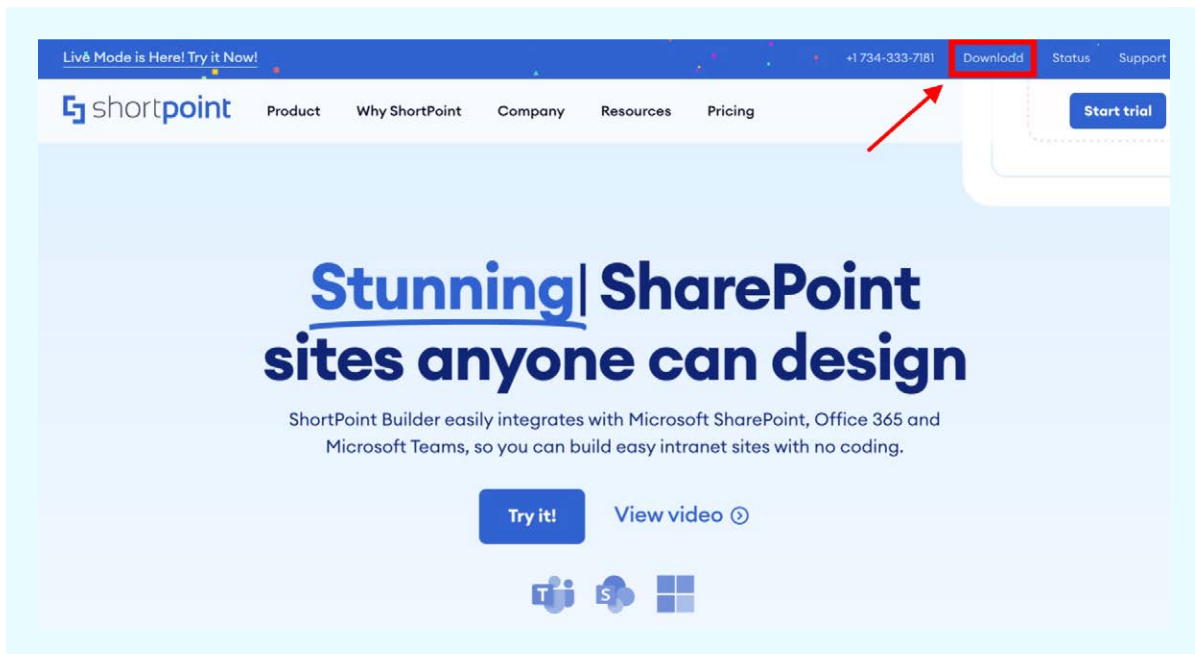 Live Mode is Here! Try it Now! +1 734-333-7181 Download Status Support
shortpoint Product Why ShortPoint Company Resources Pricing Start trial
Stunning| SharePoint
sites anyone can design
ShortPoint Builder easily integrates with Microsoft SharePoint, Office 365 and
Microsoft Teams, so you can build easy intranet sites with no coding.
Try it! View video
T S